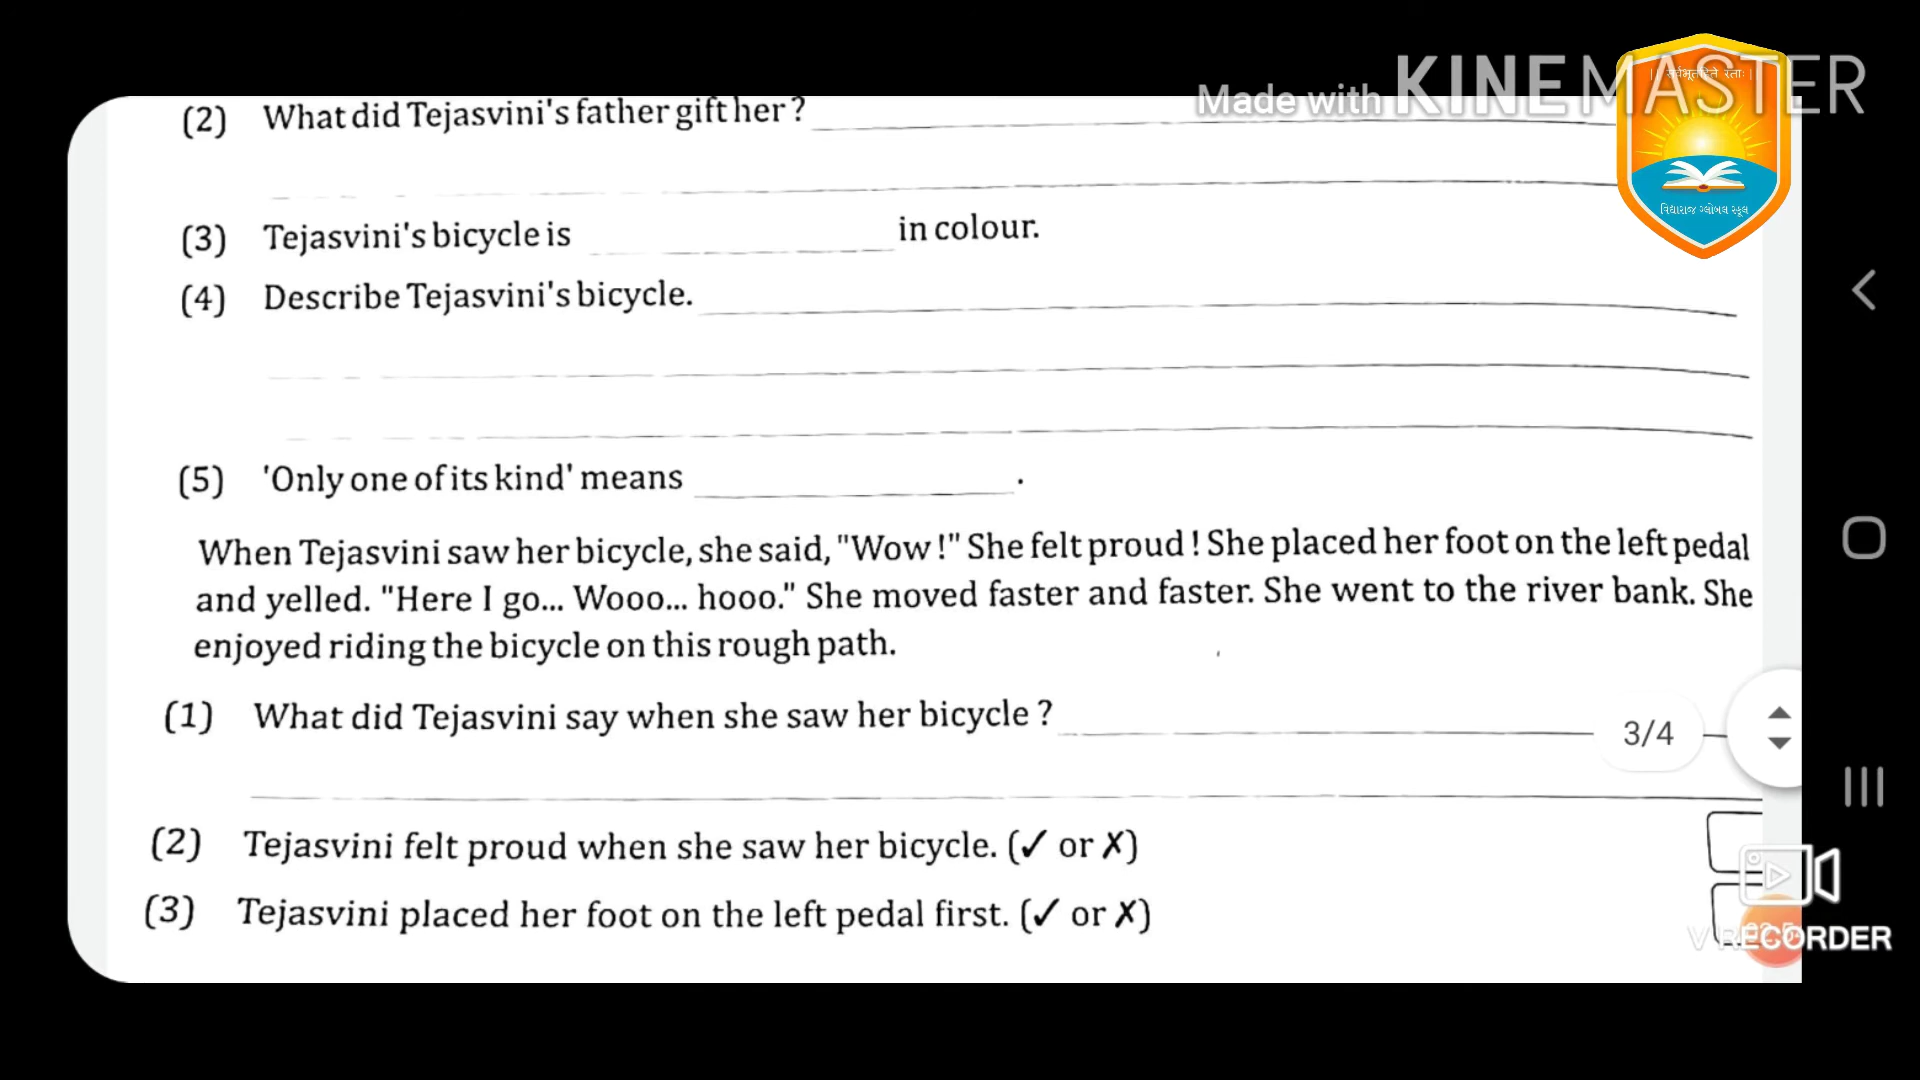 Made with KINEMASTER
।। सर्वभूतहिते रताः ।
વિદ્યારાજ ગ્લોબલ સ્કૂલ
(2) What did Tejasvini's father gift her ?
(3) Tejasvini's bicycle is in colour.
(4) Describe Tejasvini's bicycle.
(5) 'Only one of its kind' means .
When Tejasvini saw her bicycle, she said, "Wow !" She felt proud ! She placed her foot on the left pedal
and yelled. "Here I go... Wooo... hooo." She moved faster and faster. She went to the river bank. She
enjoyed riding the bicycle on this rough path.
(1) What did Tejasvini say when she saw her bicycle ?
3/4
(2) Tejasvini felt proud when she saw her bicycle. (✓ or ✗)
(3) Tejasvini placed her foot on the left pedal first. (✓ or ✗)
V RECORDER